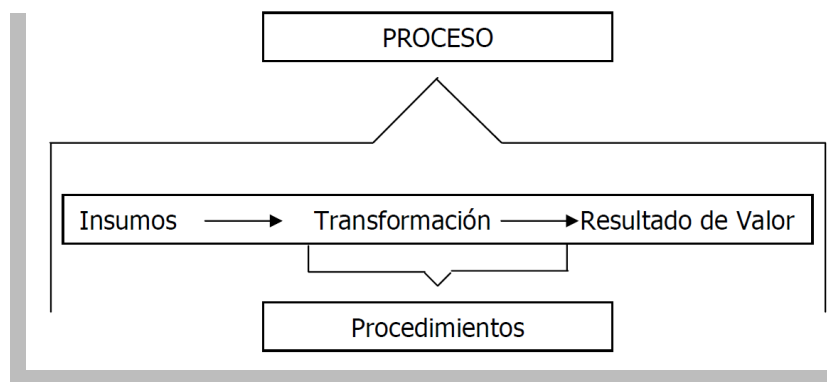 PROCESO
Insumos Transformación Resultado de Valor
Procedimientos